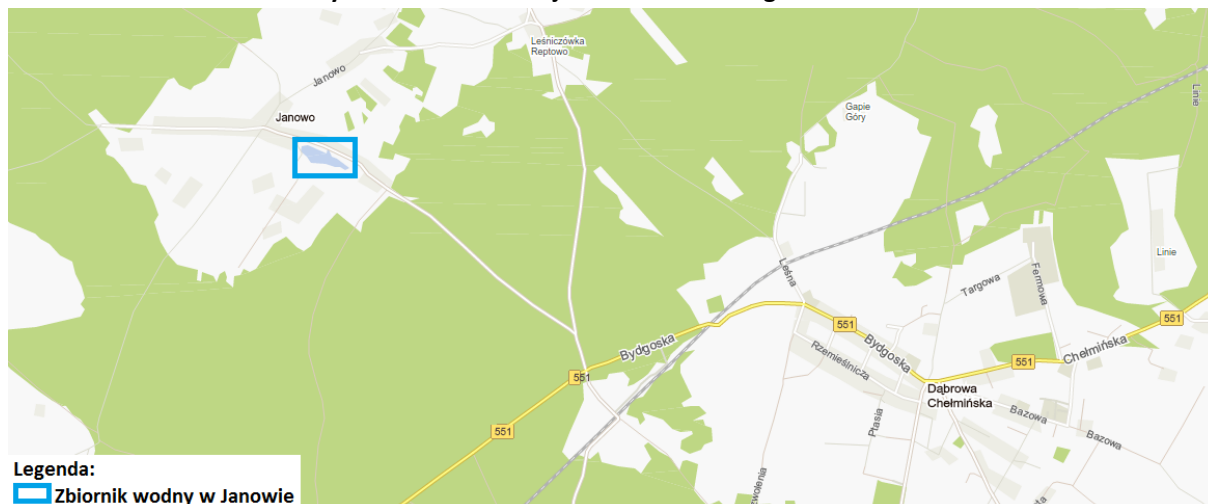 Leśniczówka
Reptowo
Janowo
Janowo
Gapie
Góry
Linie
Linie
Leśna
Targowa
Fermowa
551
551
Bydgoska
Bydgoska
551
Chełmińska
Rzemieślnicza
551
551
Dąbrowa
Chełmińska
Ptasia
Bazowa
Bazowa
Legenda:
Zbiornik wodny w Janowie